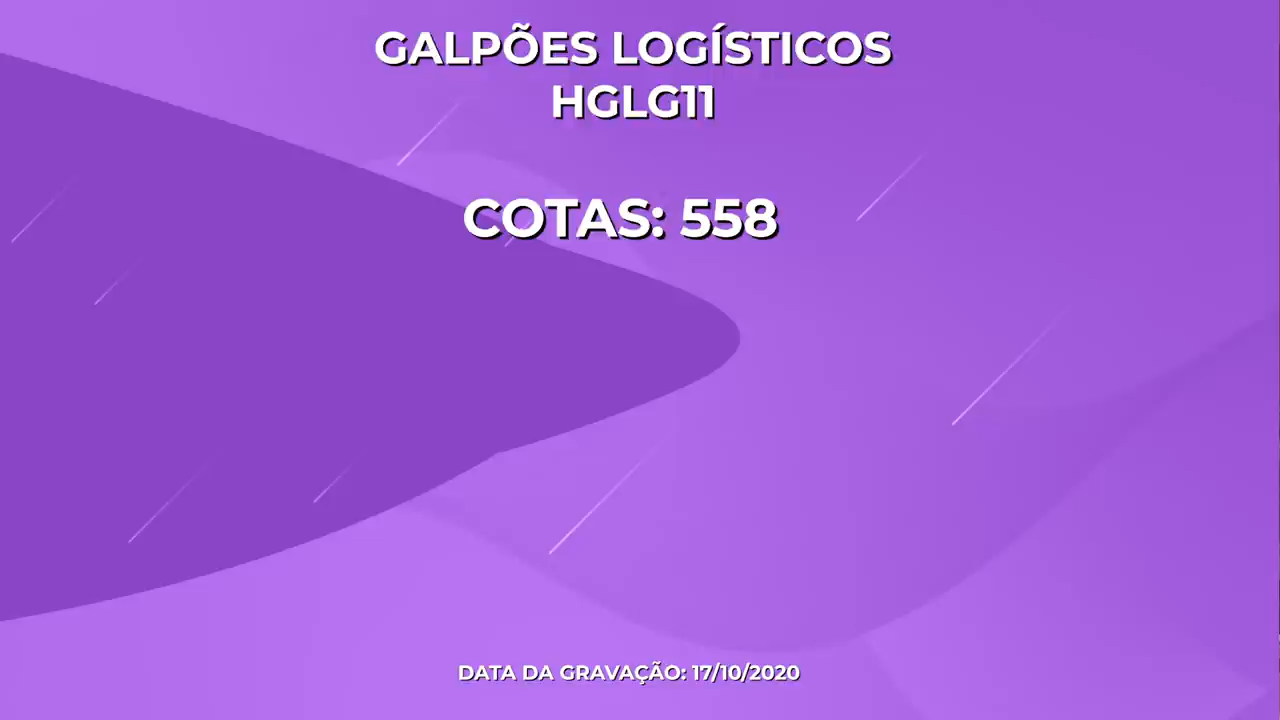 GALPÕES LOGÍSTICOS
HGLG11
COTAS: 558
DATA DA GRAVAÇÃO: 17/10/2020